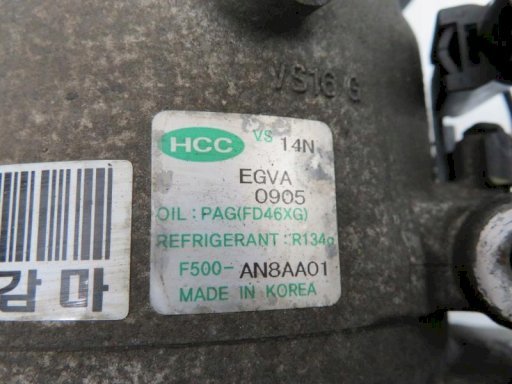 VS16 G
HCC VS 14N
EGVA
0905
OIL : PAG(FD46XG)
REFRIGERANT : R134a
F500- AN8AA01
MADE IN KOREA
마감